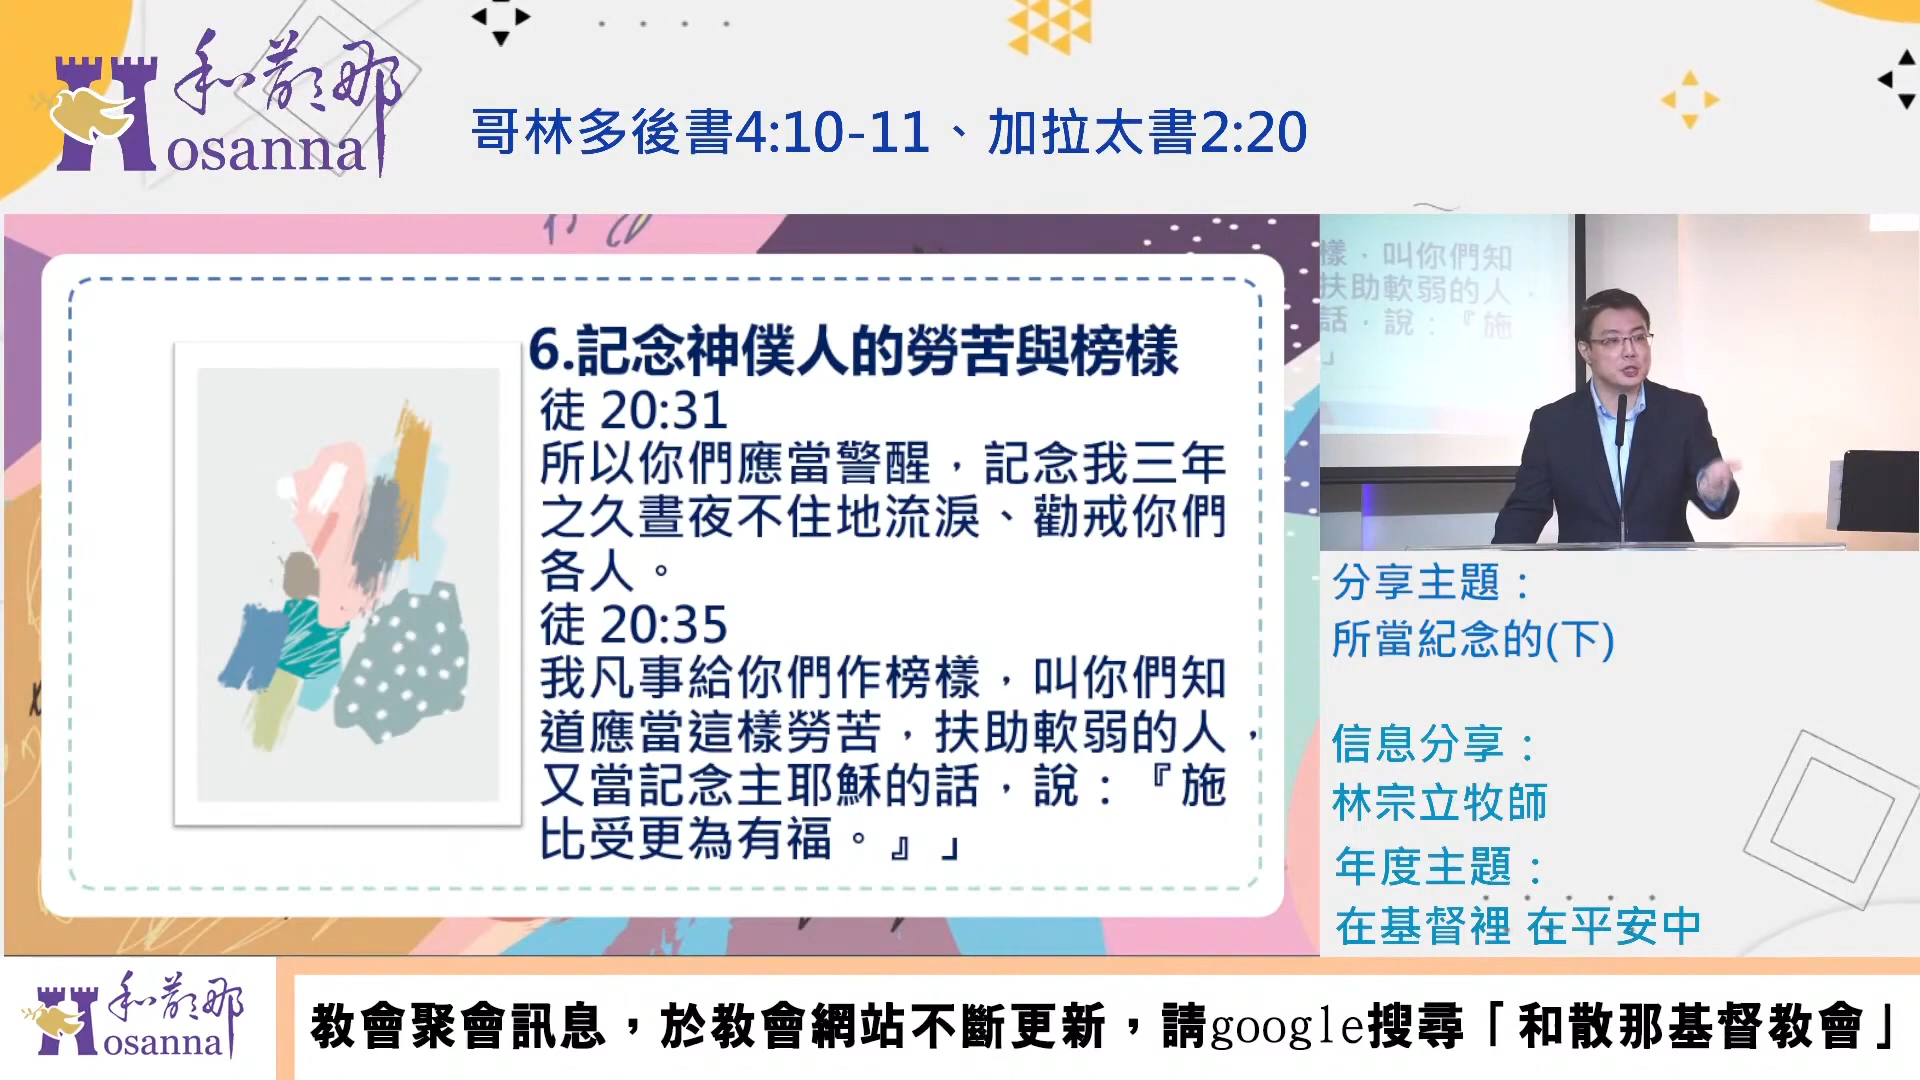 和散那
Hosanna
哥林多後書4:10-11、加拉太書2:20
6.記念神僕人的勞苦與榜樣
徒 20:31
所以你們應當警醒，記念我三年
之久晝夜不住地流淚、勸戒你們
各人。
徒 20:35
我凡事給你們作榜樣，叫你們知
道應當這樣勞苦，扶助軟弱的人，
又當記念主耶穌的話，說：『施
比受更為有福。』」
樣，叫你們知
扶助軟弱的人，
話，說：『施
」
分享主題：
所當紀念的(下)
信息分享：
林宗立牧師
年度主題：
在基督裡 在平安中
和散那
Hosanna
教會聚會訊息，於教會網站不斷更新，請google搜尋「和散那基督教會」